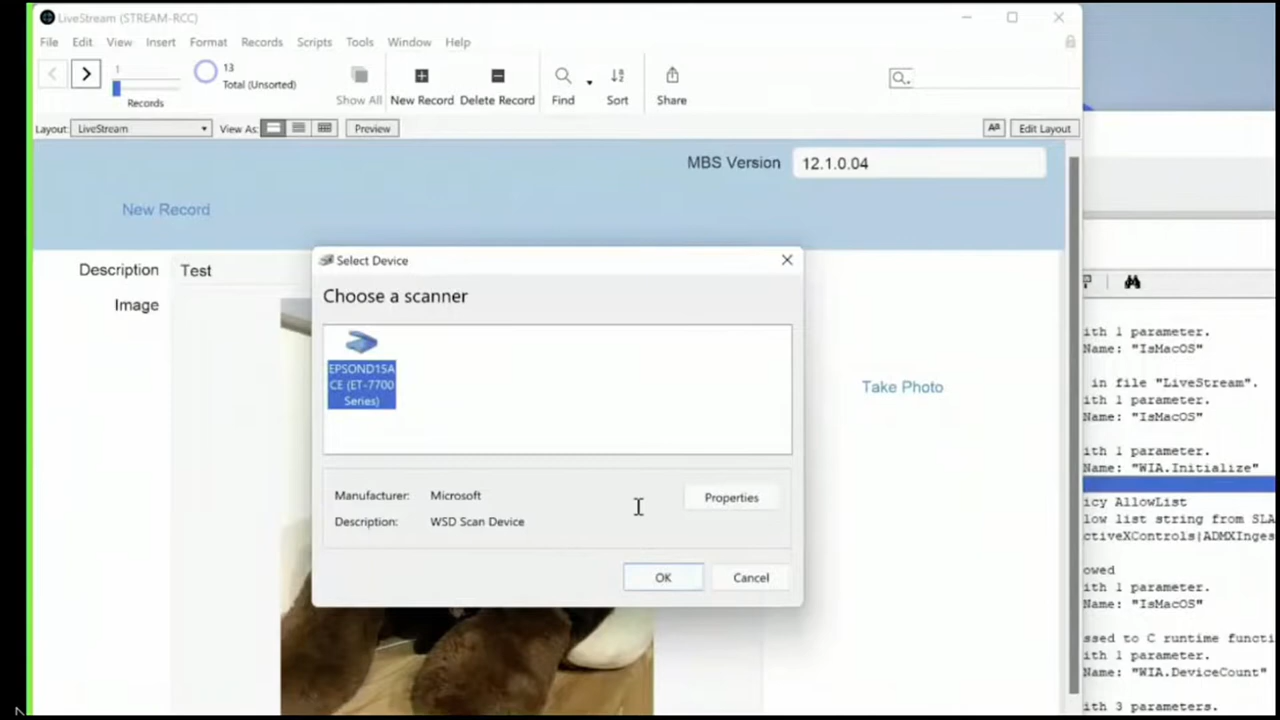 LiveStream (STREAM-RCC)
File Edit View Insert Format Records Scripts Tools Window Help
1
13
Total (Unsorted)
Records
Show All New Record Delete Record Find Sort Share
Layout: LiveStream View As: Preview Aa Edit Layout
MBS Version 12.1.0.04
New Record
Description Test
Image
Select Device
Choose a scanner
EPSOND15A
CE (ET-7700
Series)
Manufacturer: Microsoft
Properties
Description: WSD Scan Device
OK Cancel
Take Photo
ith 1 parameter.
Name: "IsMacOS"
in file "LiveStream".
ith 1 parameter.
Name: "IsMacOS"
ith 1 parameter.
Name: "WIA.Initialize"
icy AllowList
low list string from SLA
ctiveXControls|ADMXInges
owed
ith 1 parameter.
Name: "IsMacOS"
ssed to C runtime functi
ith 1 parameter.
Name: "WIA.DeviceCount"
ith 3 parameters.